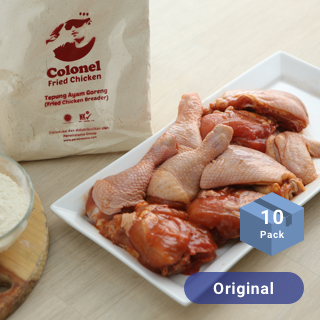 Colonel
Fried Chicken
Tepung Ayam Goreng
(Fried Chicken Breader)
10
Pack
Original